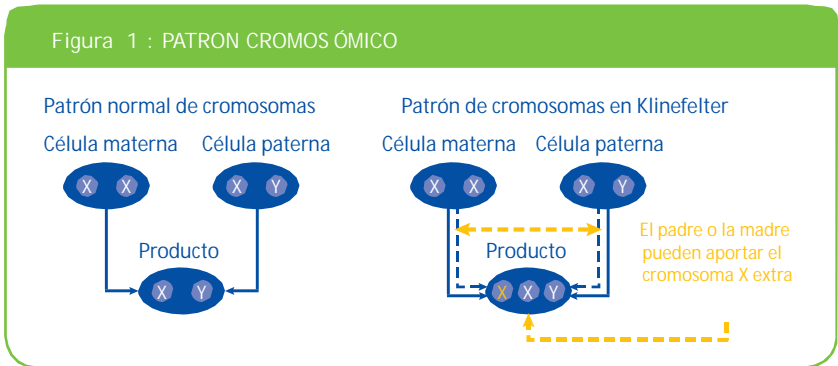 Figura 1 : PATRON CROMOS ÓMICO
Patrón normal de cromosomas
Célula materna Célula paterna
X X X Y
Producto
X Y
Patrón de cromosomas en Klinefelter
Célula materna Célula paterna
X X X Y
Producto
X X Y
El padre o la madre
pueden aportar el
cromosoma X extra